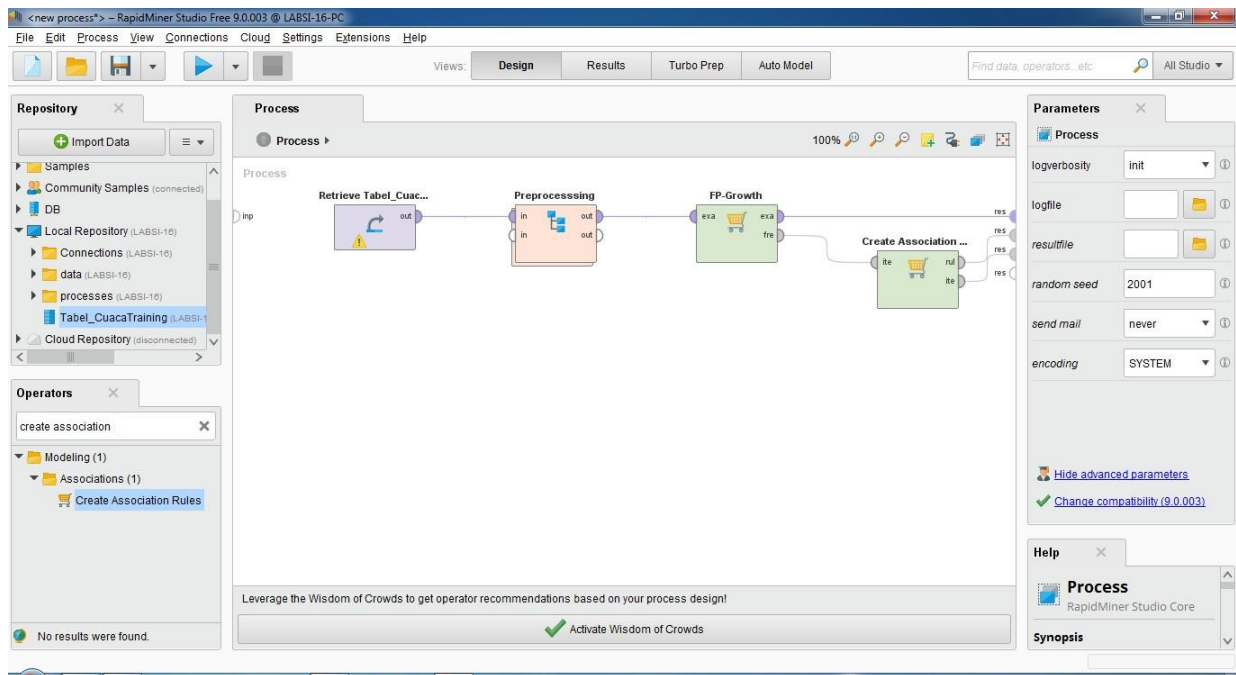 <new process*> – RapidMiner Studio Free 9.0.003 @ LABSI-16-PC
File Edit Process View Connections Cloud Settings Extensions Help
Views: Design Results Turbo Prep Auto Model Find data, operators...etc All Studio
Repository
Import Data
Samples
Community Samples (connected)
DB
Local Repository (LABSI-16)
Connections (LABSI-16)
data (LABSI-16)
processes (LABSI-16)
Tabel_CuacaTraining (LABSI-1
Cloud Repository (disconnected)
Operators
create association
Modeling (1)
Associations (1)
Create Association Rules
No results were found.
Process
Process
100%
Process
Retrieve Tabel_Cuac...
Preprocesssing
FP-Growth
Create Association ...
inp
out
in out
in out
exa exa
fre
ite rul
ite
res
res
res
res
Leverage the Wisdom of Crowds to get operator recommendations based on your process design!
Activate Wisdom of Crowds
Parameters
Process
logverbosity init
logfile
resultfile
random seed 2001
send mail never
encoding SYSTEM
Hide advanced parameters
Change compatibility (9.0.003)
Help
Process
RapidMiner Studio Core
Synopsis